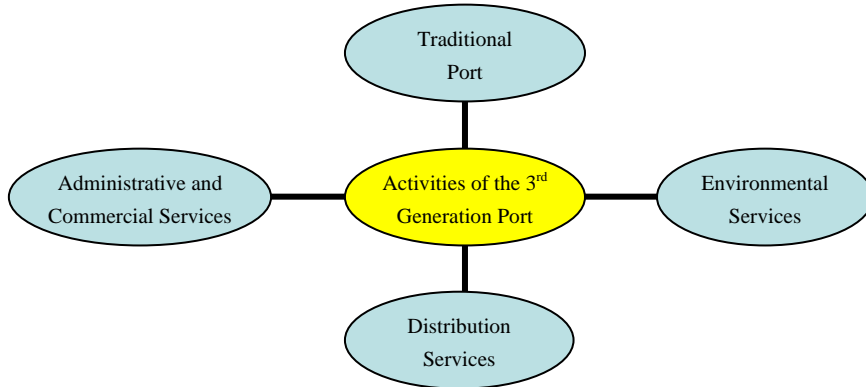 Traditional
Port
Administrative and
Commercial Services
Activities of the 3rd
Generation Port
Environmental
Services
Distribution
Services